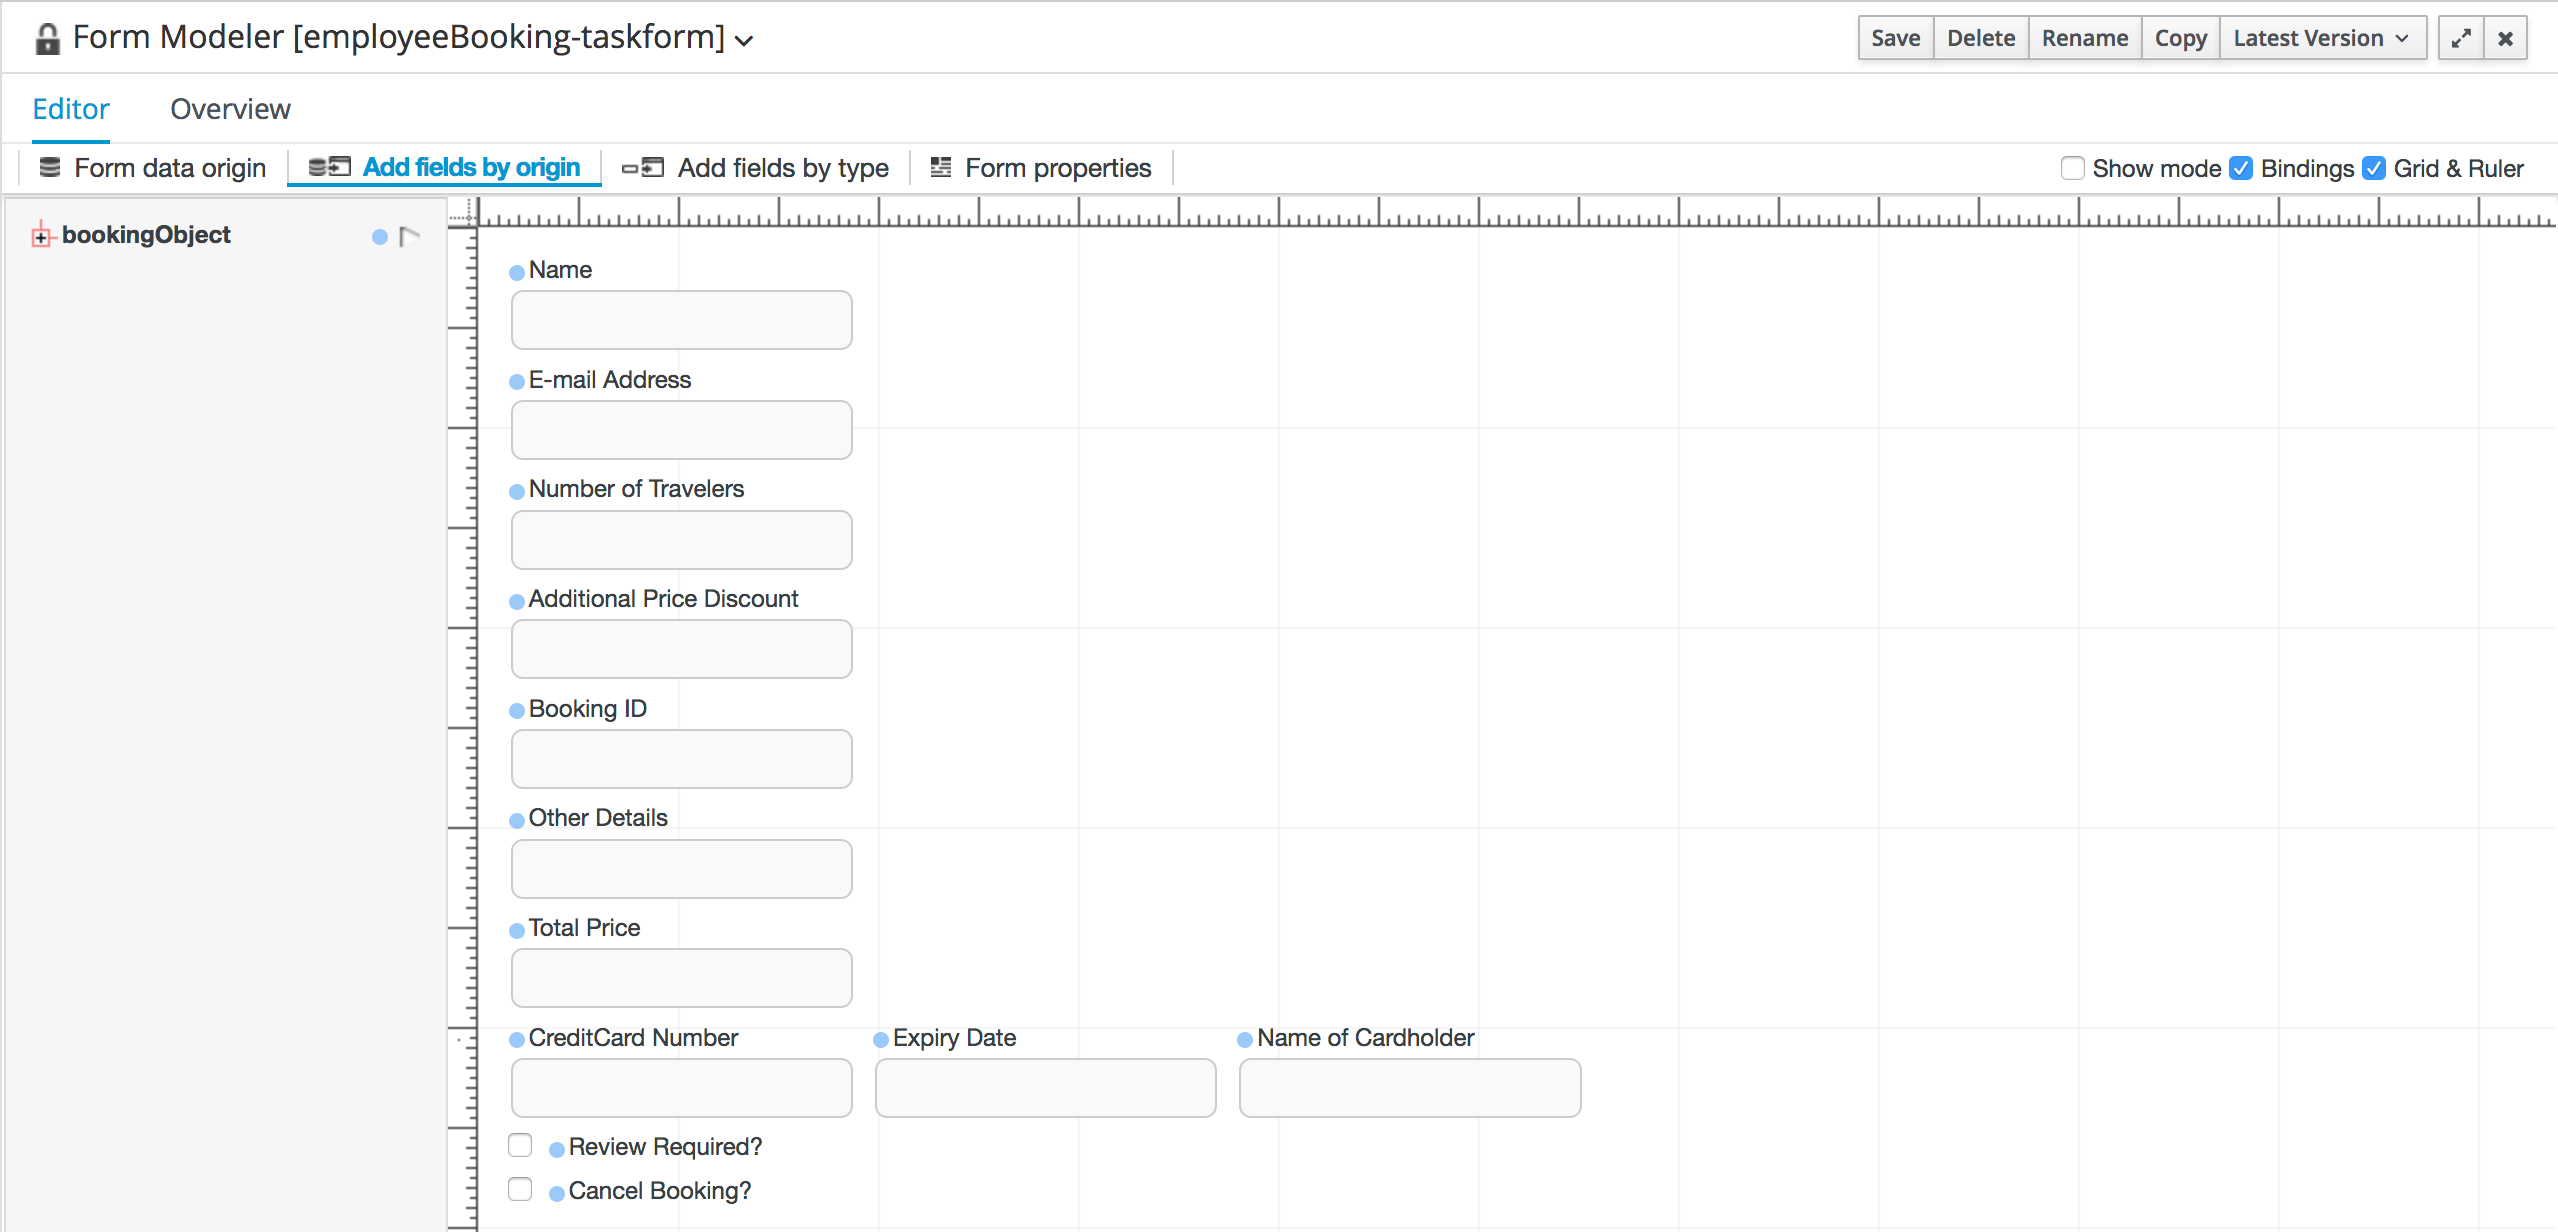 Form Modeler [employeeBooking-taskform]
Save Delete Rename Copy Latest Version
Editor Overview
Form data origin Add fields by origin Add fields by type Form properties Show mode Bindings Grid & Ruler
bookingObject
Name
E-mail Address
Number of Travelers
Additional Price Discount
Booking ID
Other Details
Total Price
CreditCard Number Expiry Date Name of Cardholder
Review Required?
Cancel Booking?